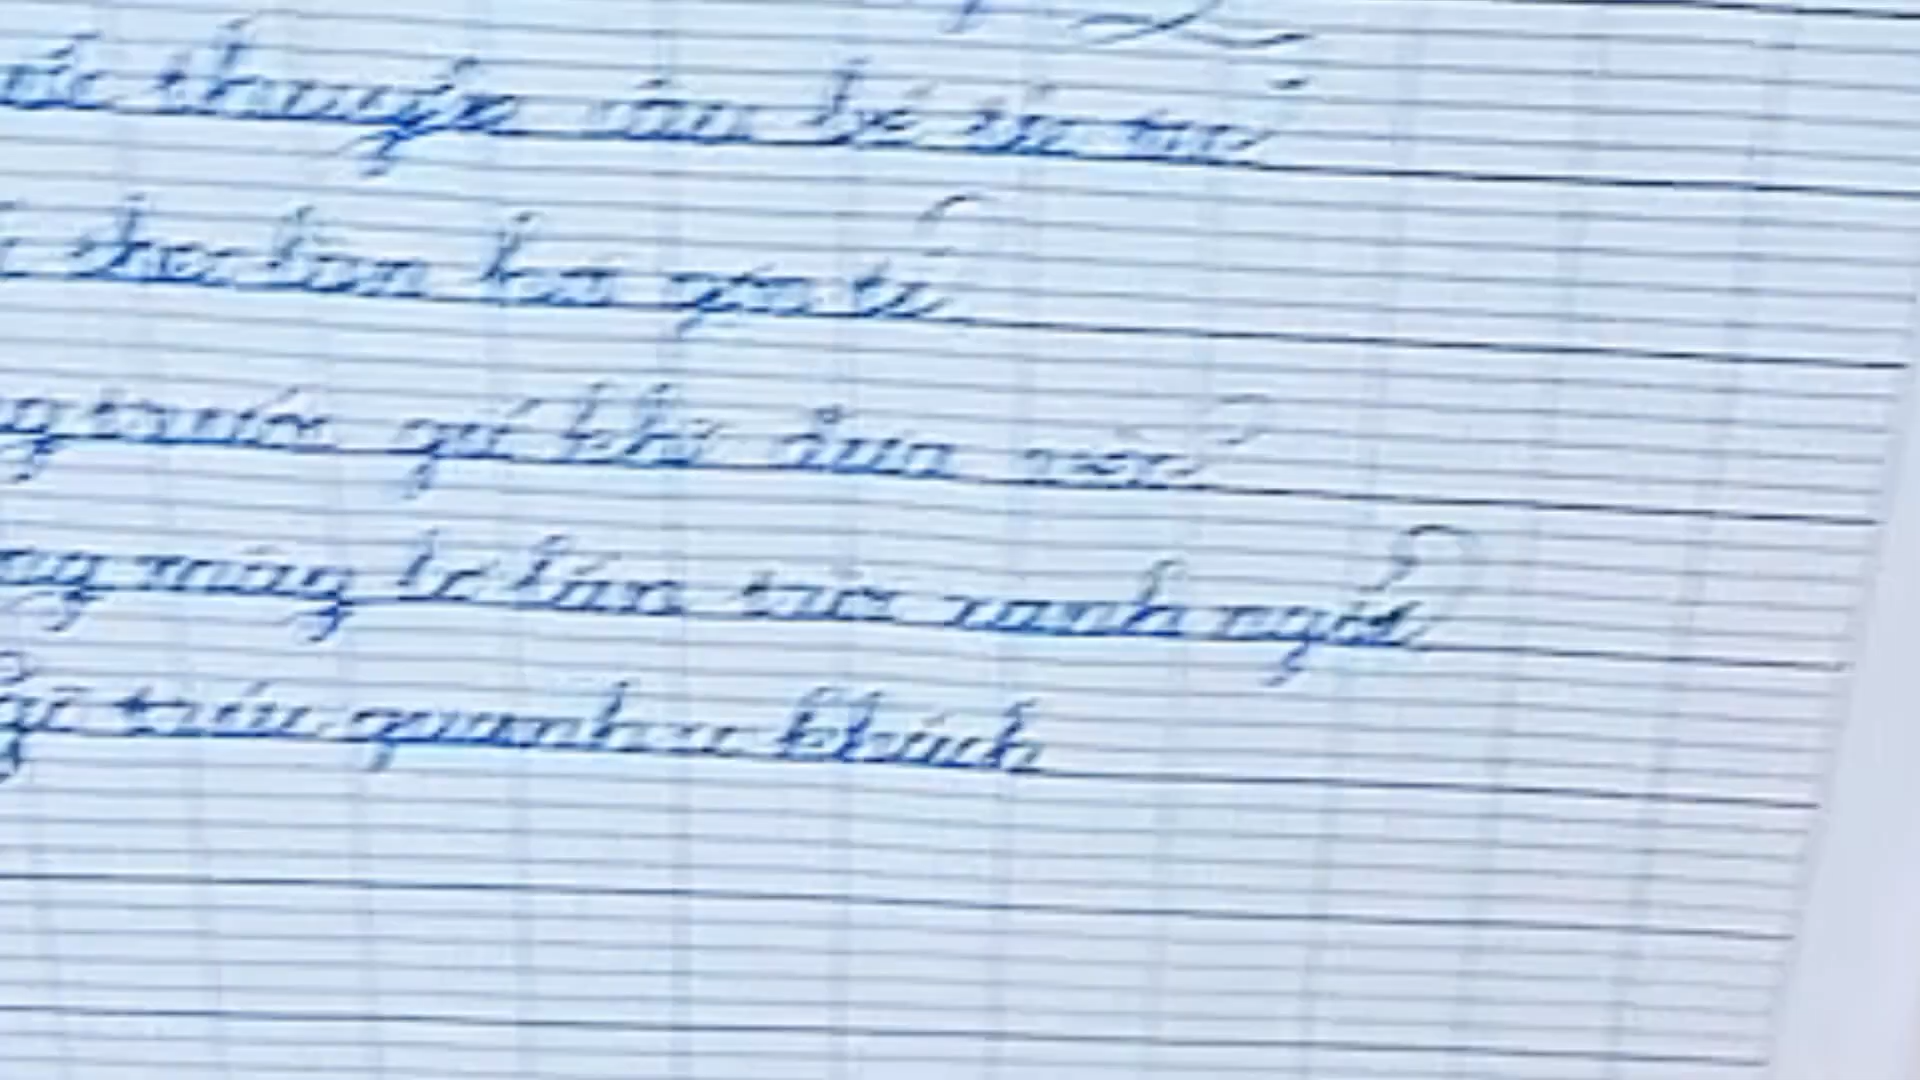 thuyền câu bé tẻo teo
theo làn hơi gợn tí
trước gió khẽ đưa vèo
mây lơ lửng trời xanh ngắt
trúc quanh co khách